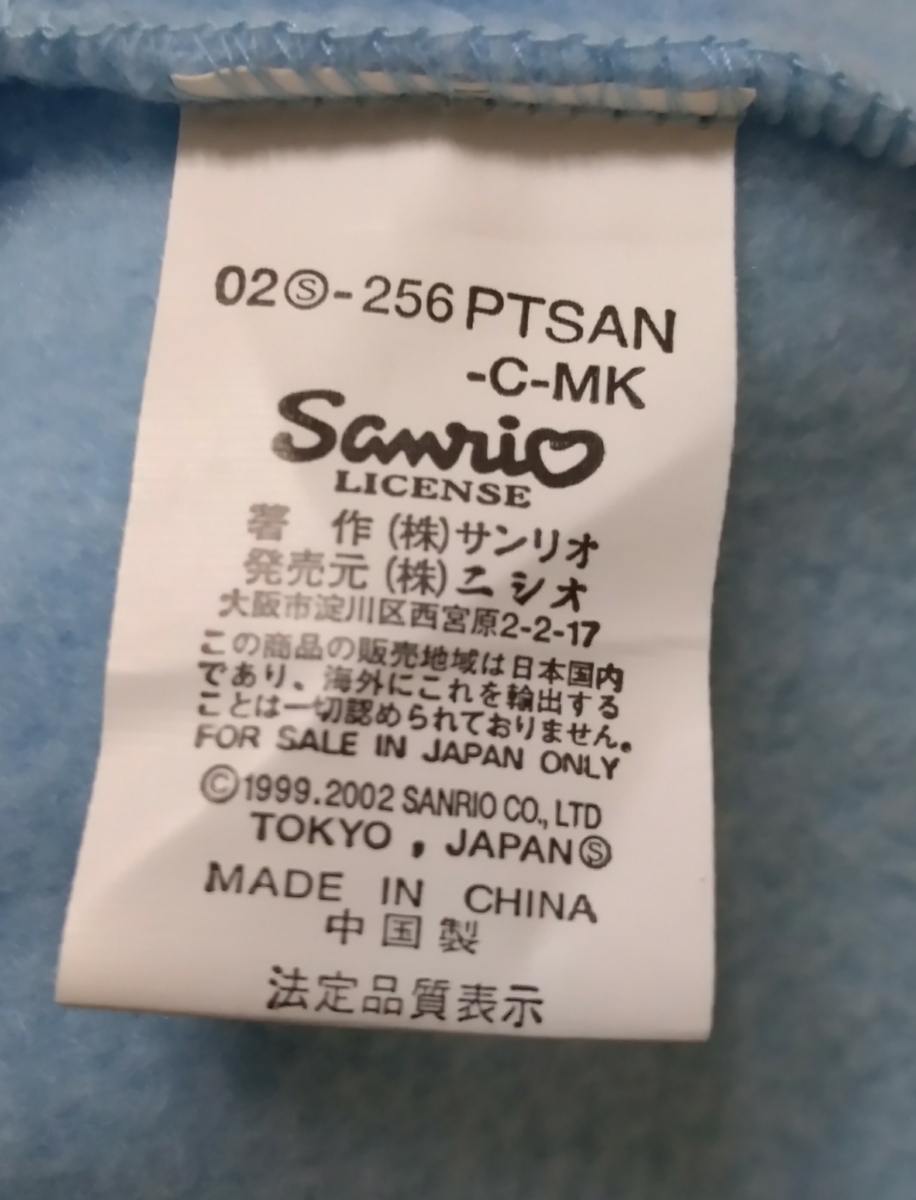 02Ⓢ-256 PTSAN
-C-MK
Sanrio
LICENSE
著 作 (株)サンリオ
発売元 (株)ニシオ
大阪市淀川区西宮原2-2-17
この商品の販売地域は日本国内
であり、海外にこれを輸出する
ことは一切認められておりません。
FOR SALE IN JAPAN ONLY
©1999.2002 SANRIO CO., LTD
TOKYO , JAPANⓈ
MADE IN CHINA
中国製
法定品質表示